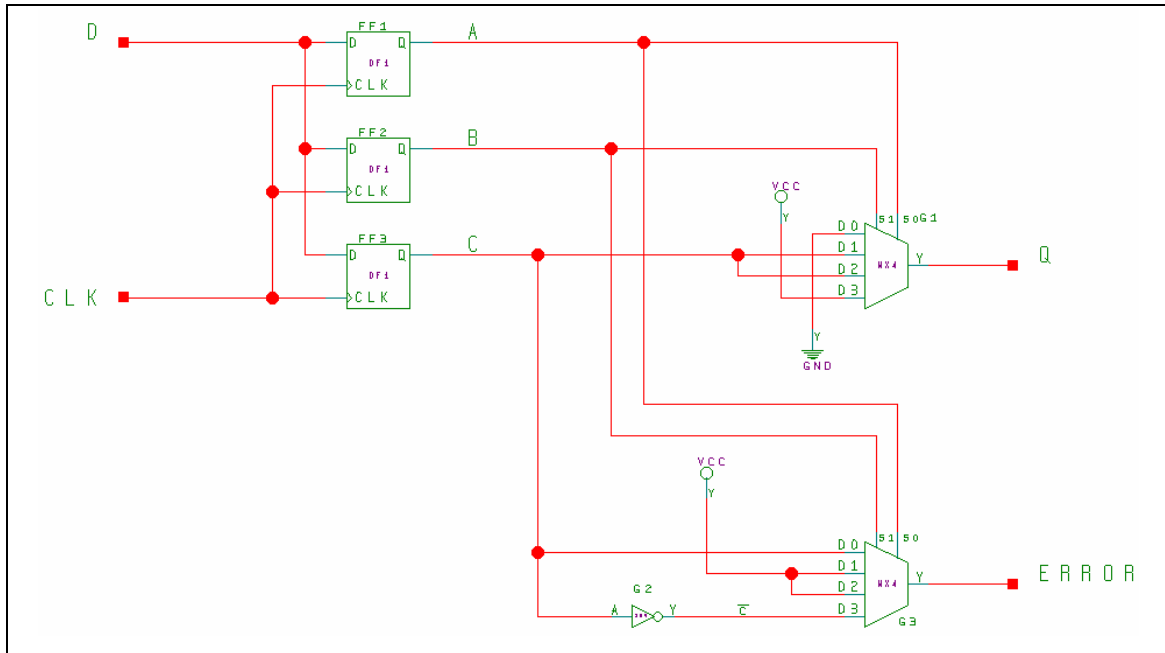 D
FF1
A
D Q
DF1
CLK
FF2
B
D Q
DF1
CLK
VCC
Y
S1 S0 G1
D0
FF3
C
D Q
D1
DF1
MX4
Y
Q
D2
CLK
CLK
D3
Y
GND
VCC
Y
S1 S0
D0
D1
MX4
Y
ERROR
D2
G2
A
Y
C̅
D3
G3